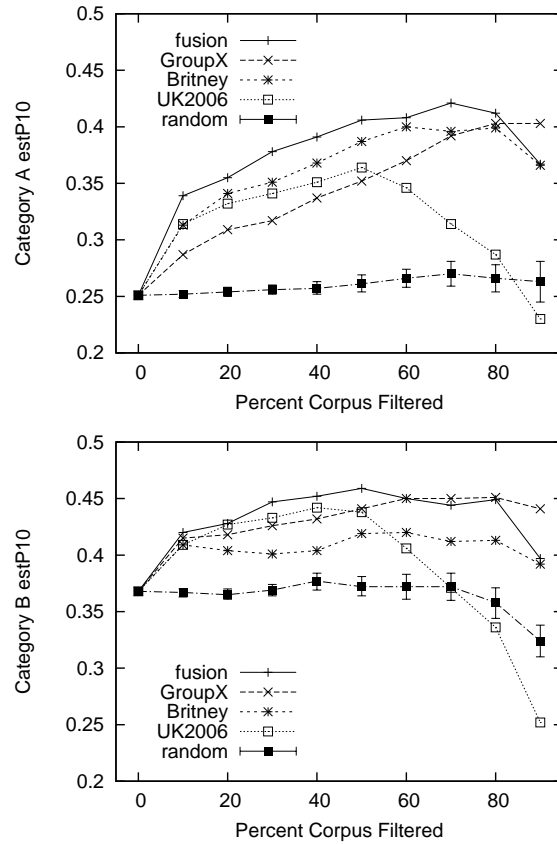 0.5
0.45
0.4
0.35
0.3
0.25
0.2
Category A estP10
fusion
GroupX
Britney
UK2006
random
0 20 40 60 80
Percent Corpus Filtered
0.5
0.45
0.4
0.35
0.3
0.25
0.2
Category B estP10
fusion
GroupX
Britney
UK2006
random
0 20 40 60 80
Percent Corpus Filtered